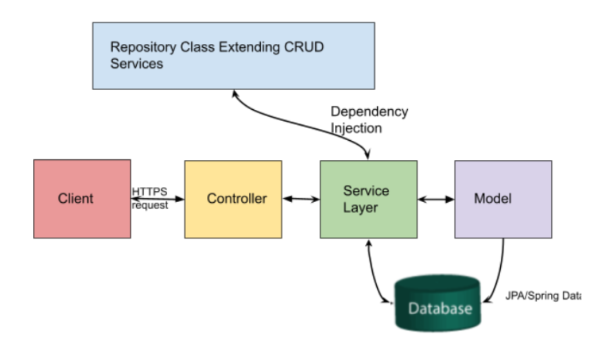 Repository Class Extending CRUD
Services
Dependency
Injection
Client
HTTPS
request
Controller
Service
Layer
Model
Database
JPA/Spring Data